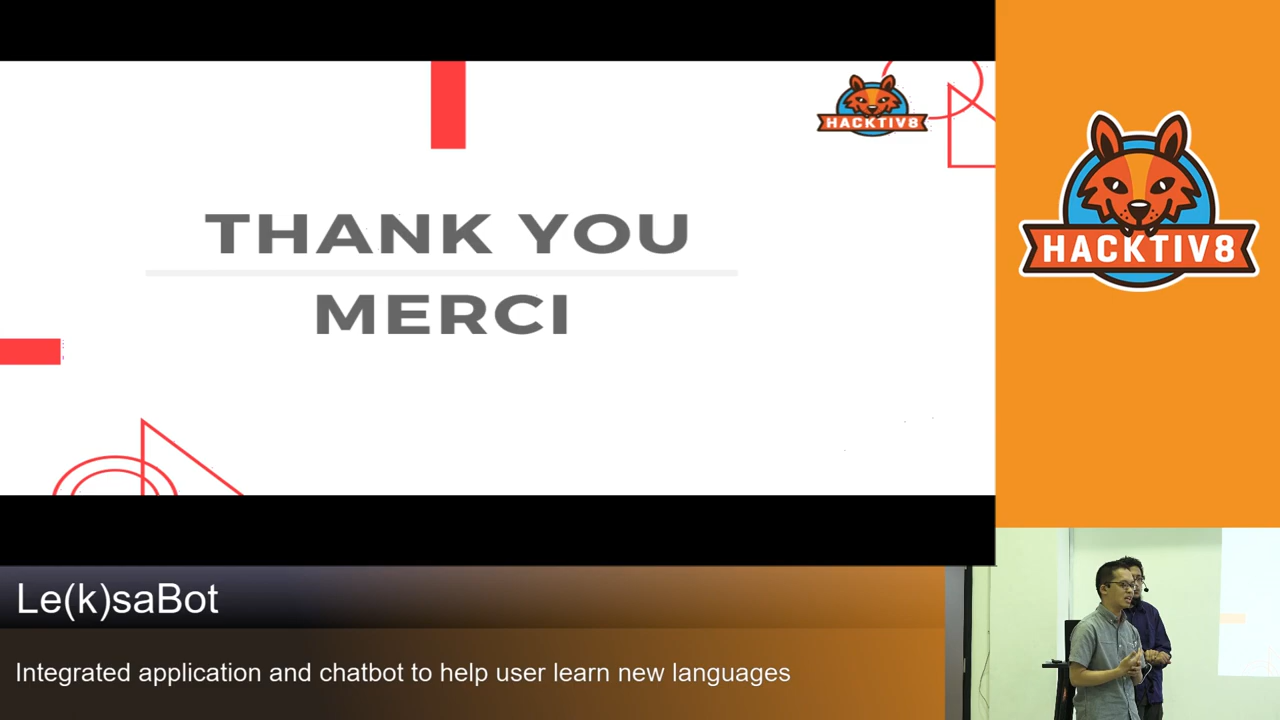 HACKTIV8
THANK YOU
MERCI
HACKTIV8
Le(k)saBot
Integrated application and chatbot to help user learn new languages